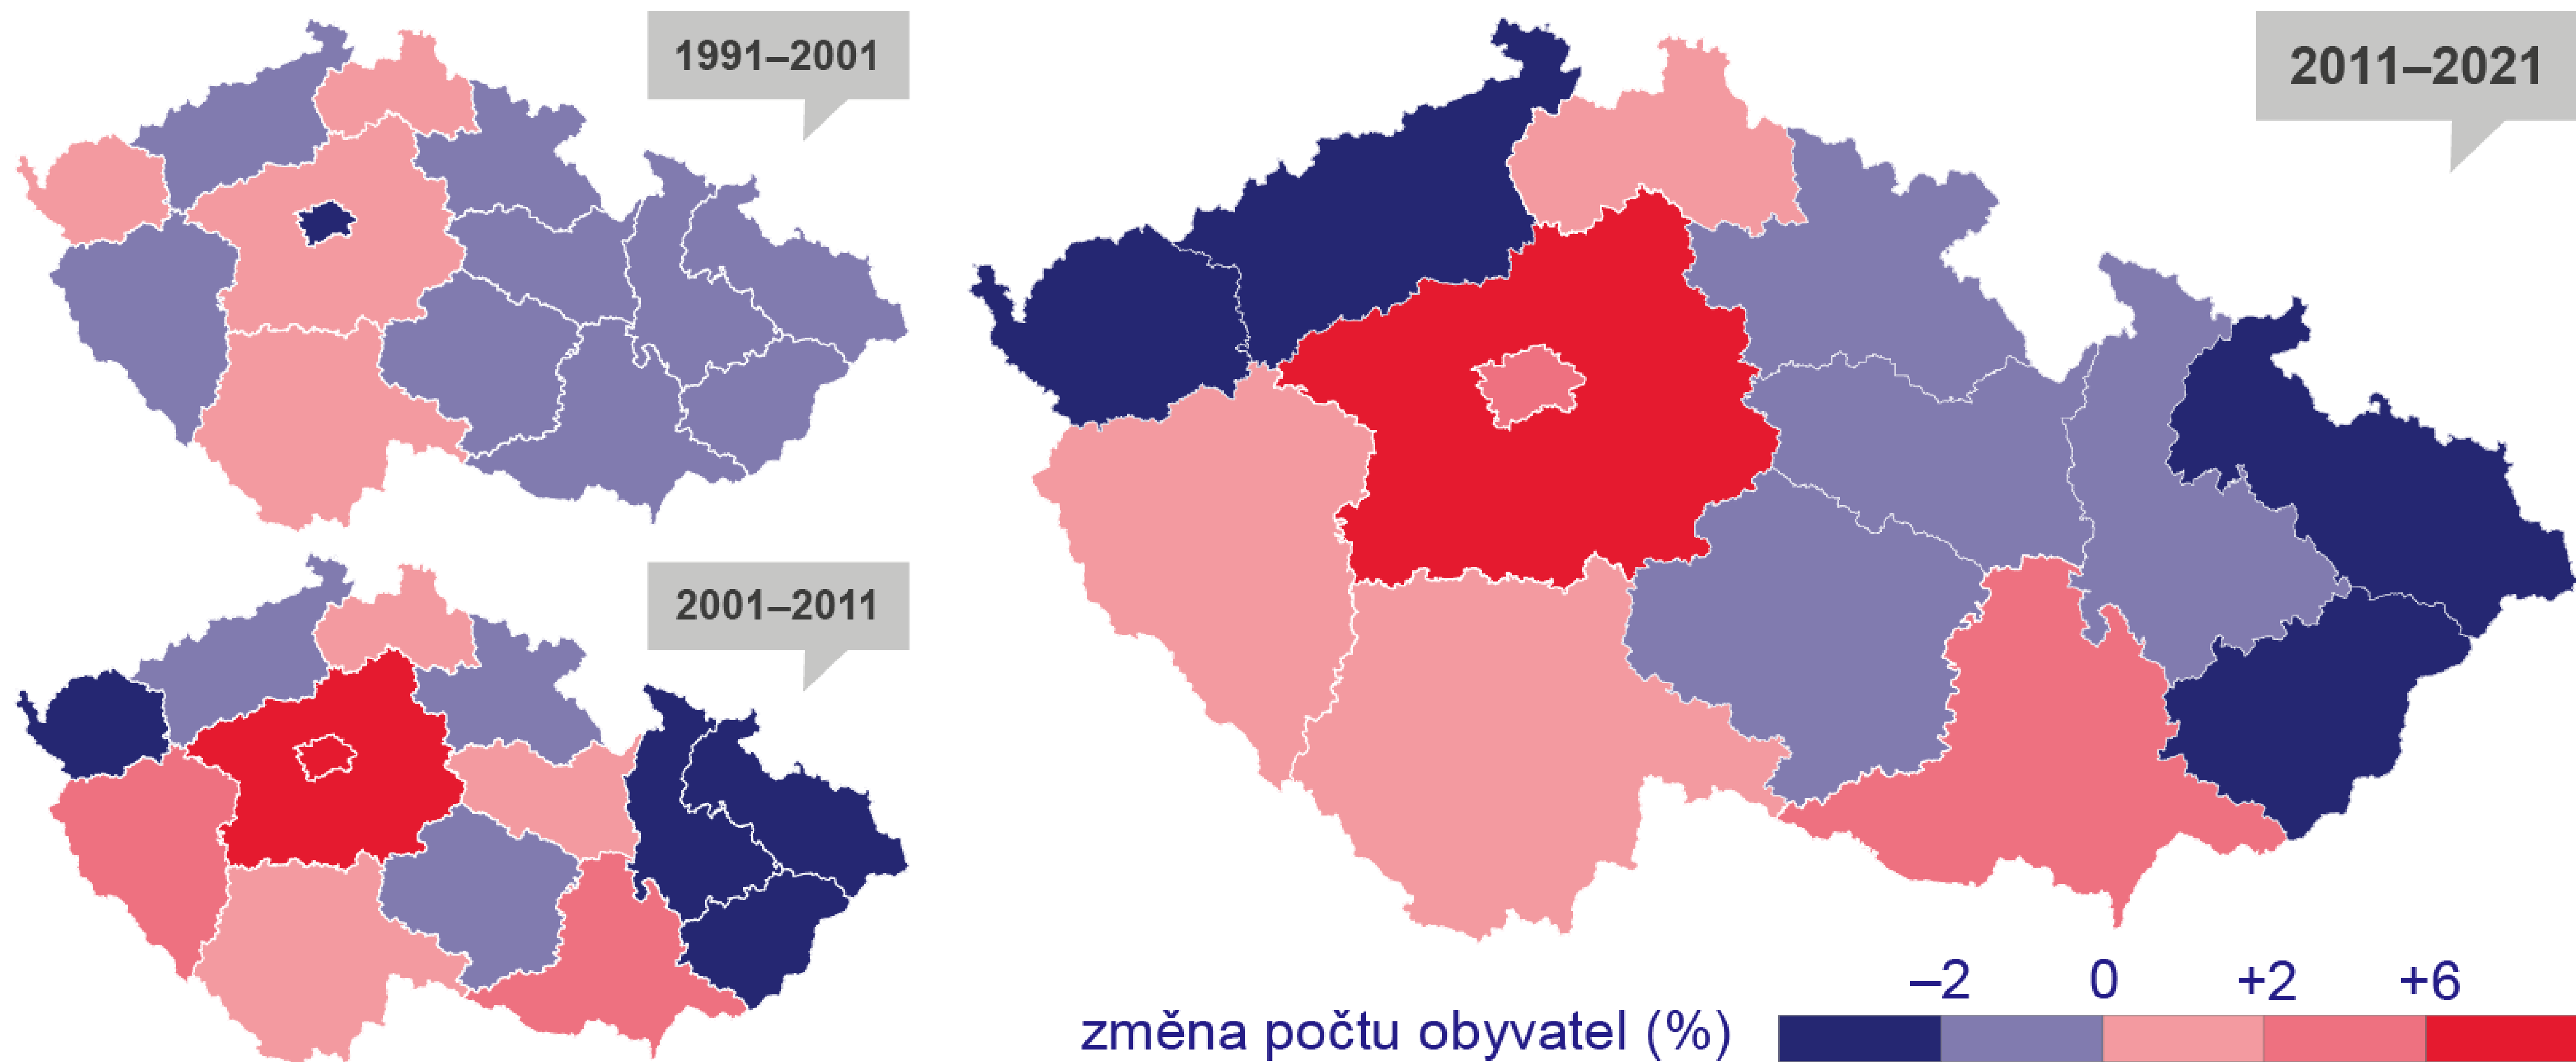 1991–2001
2011–2021
2001–2011
–2 0 +2 +6
změna počtu obyvatel (%)